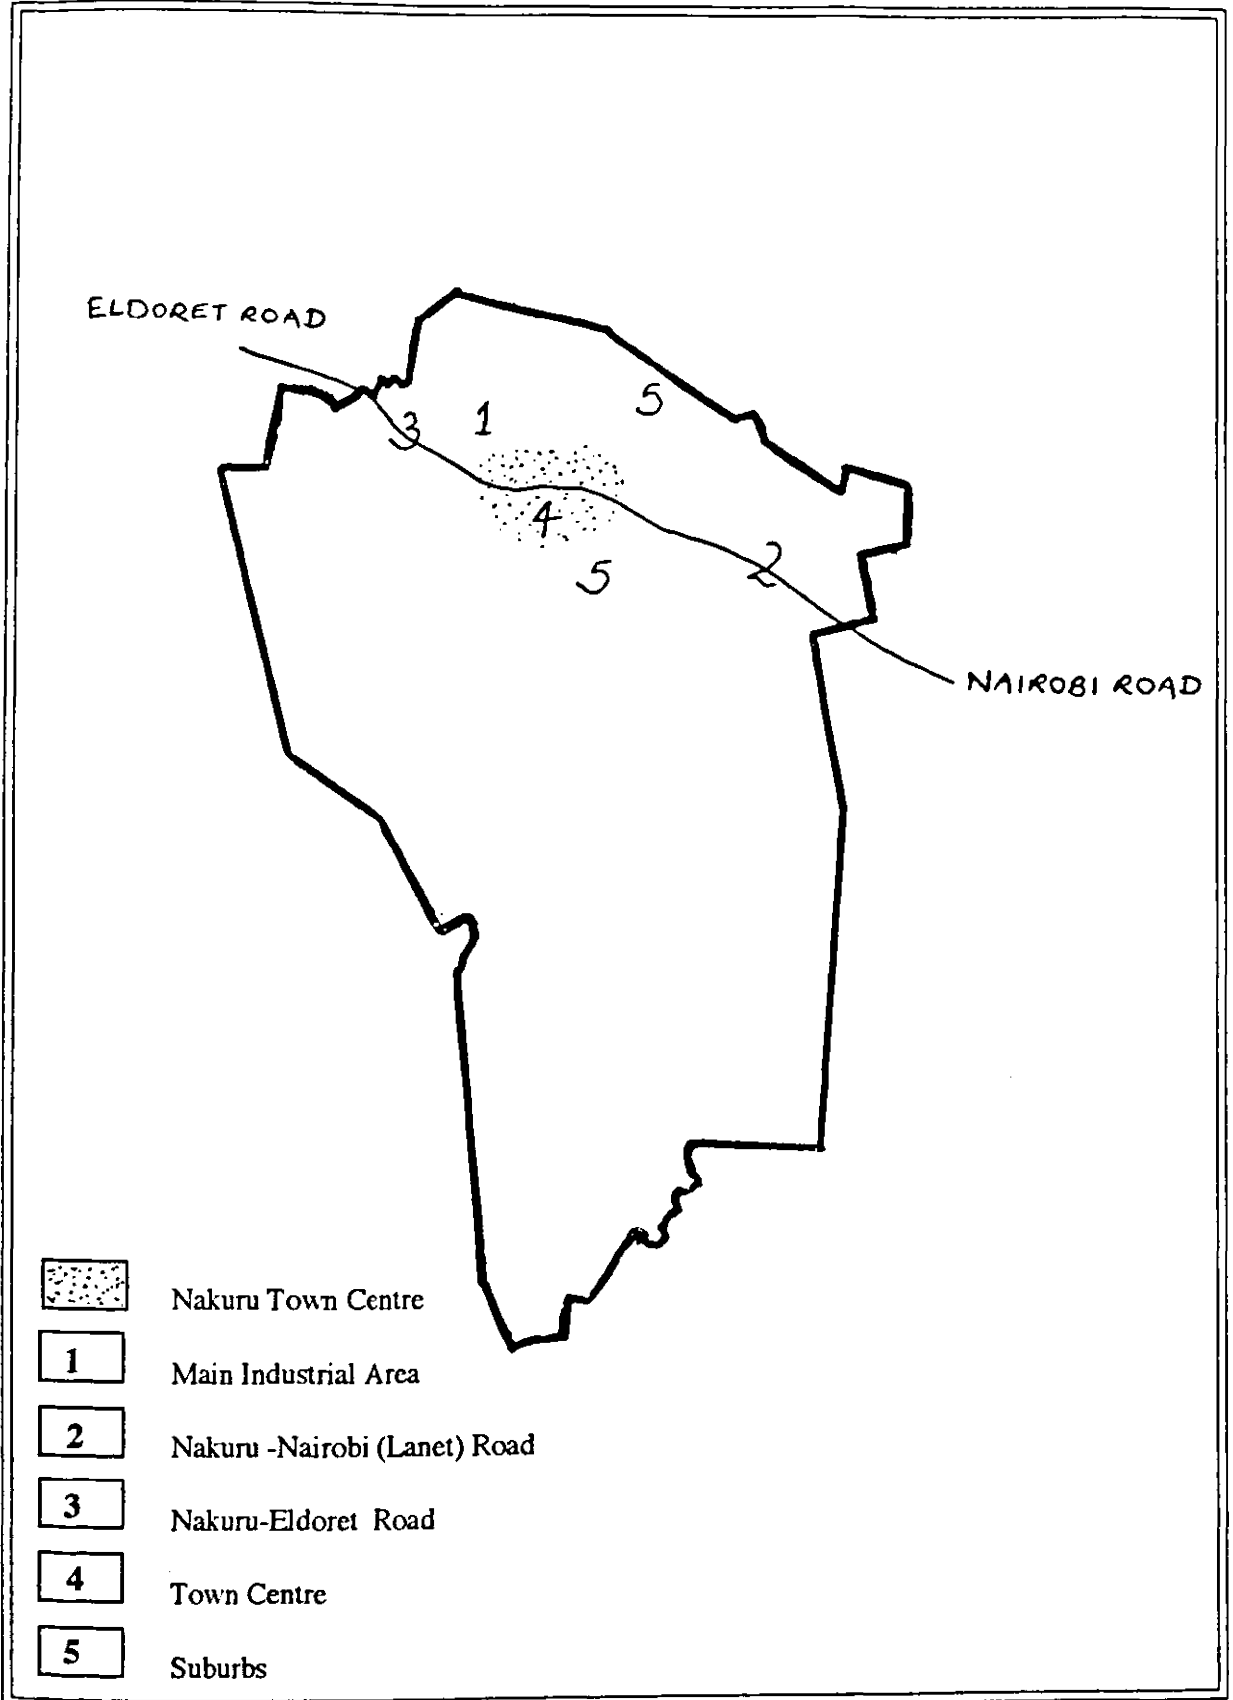 ELDORET ROAD
5
1
3
4
2
5
NAIROBI ROAD
Nakuru Town Centre
1 Main Industrial Area
2 Nakuru -Nairobi (Lanet) Road
3 Nakuru-Eldoret Road
4 Town Centre
5 Suburbs